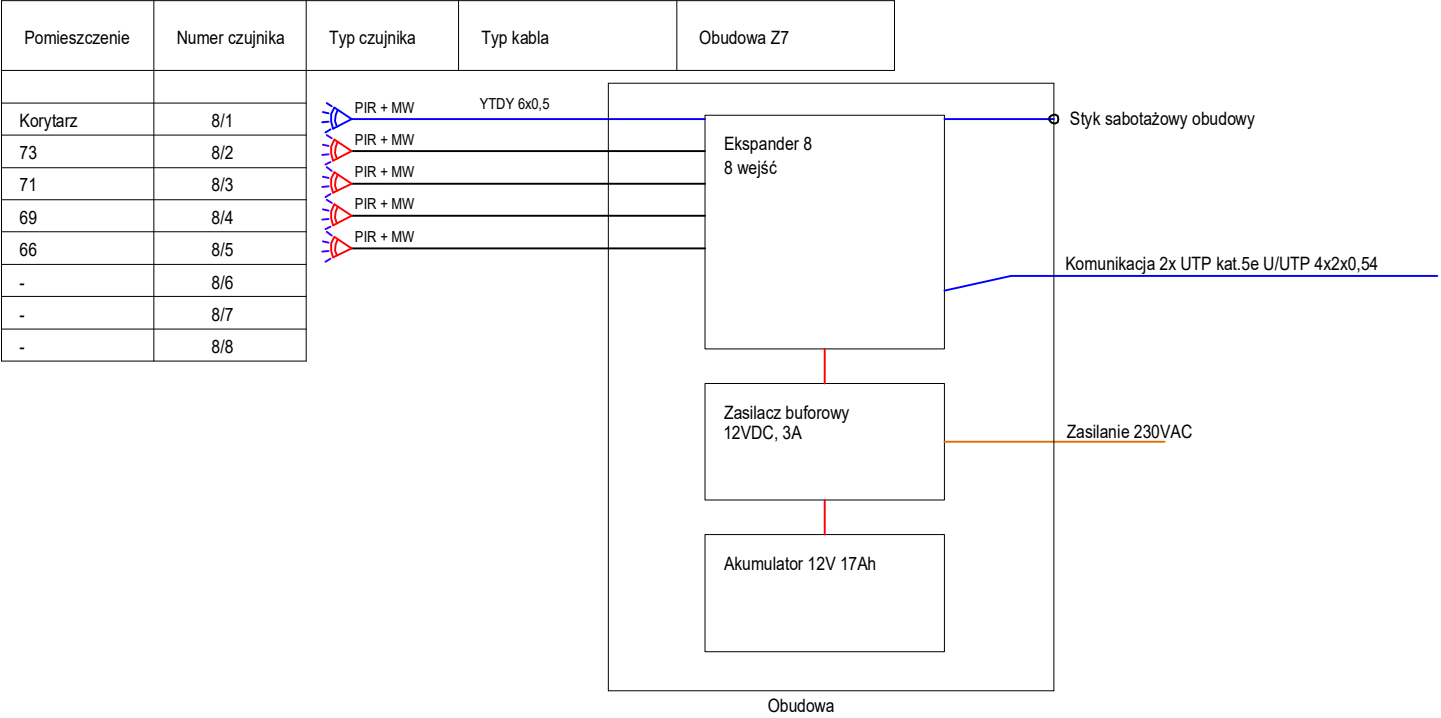 Pomieszczenie Numer czujnika Typ czujnika Typ kabla Obudowa Z7
Korytarz 8/1 PIR + MW YTDY 6x0,5
73 8/2 PIR + MW
71 8/3 PIR + MW
69 8/4 PIR + MW
66 8/5 PIR + MW
- 8/6
- 8/7
- 8/8
Ekspander 8
8 wejść
Styk sabotażowy obudowy
Komunikacja 2x UTP kat.5e U/UTP 4x2x0,54
Zasilacz buforowy
12VDC, 3A
Zasilanie 230VAC
Akumulator 12V 17Ah
Obudowa